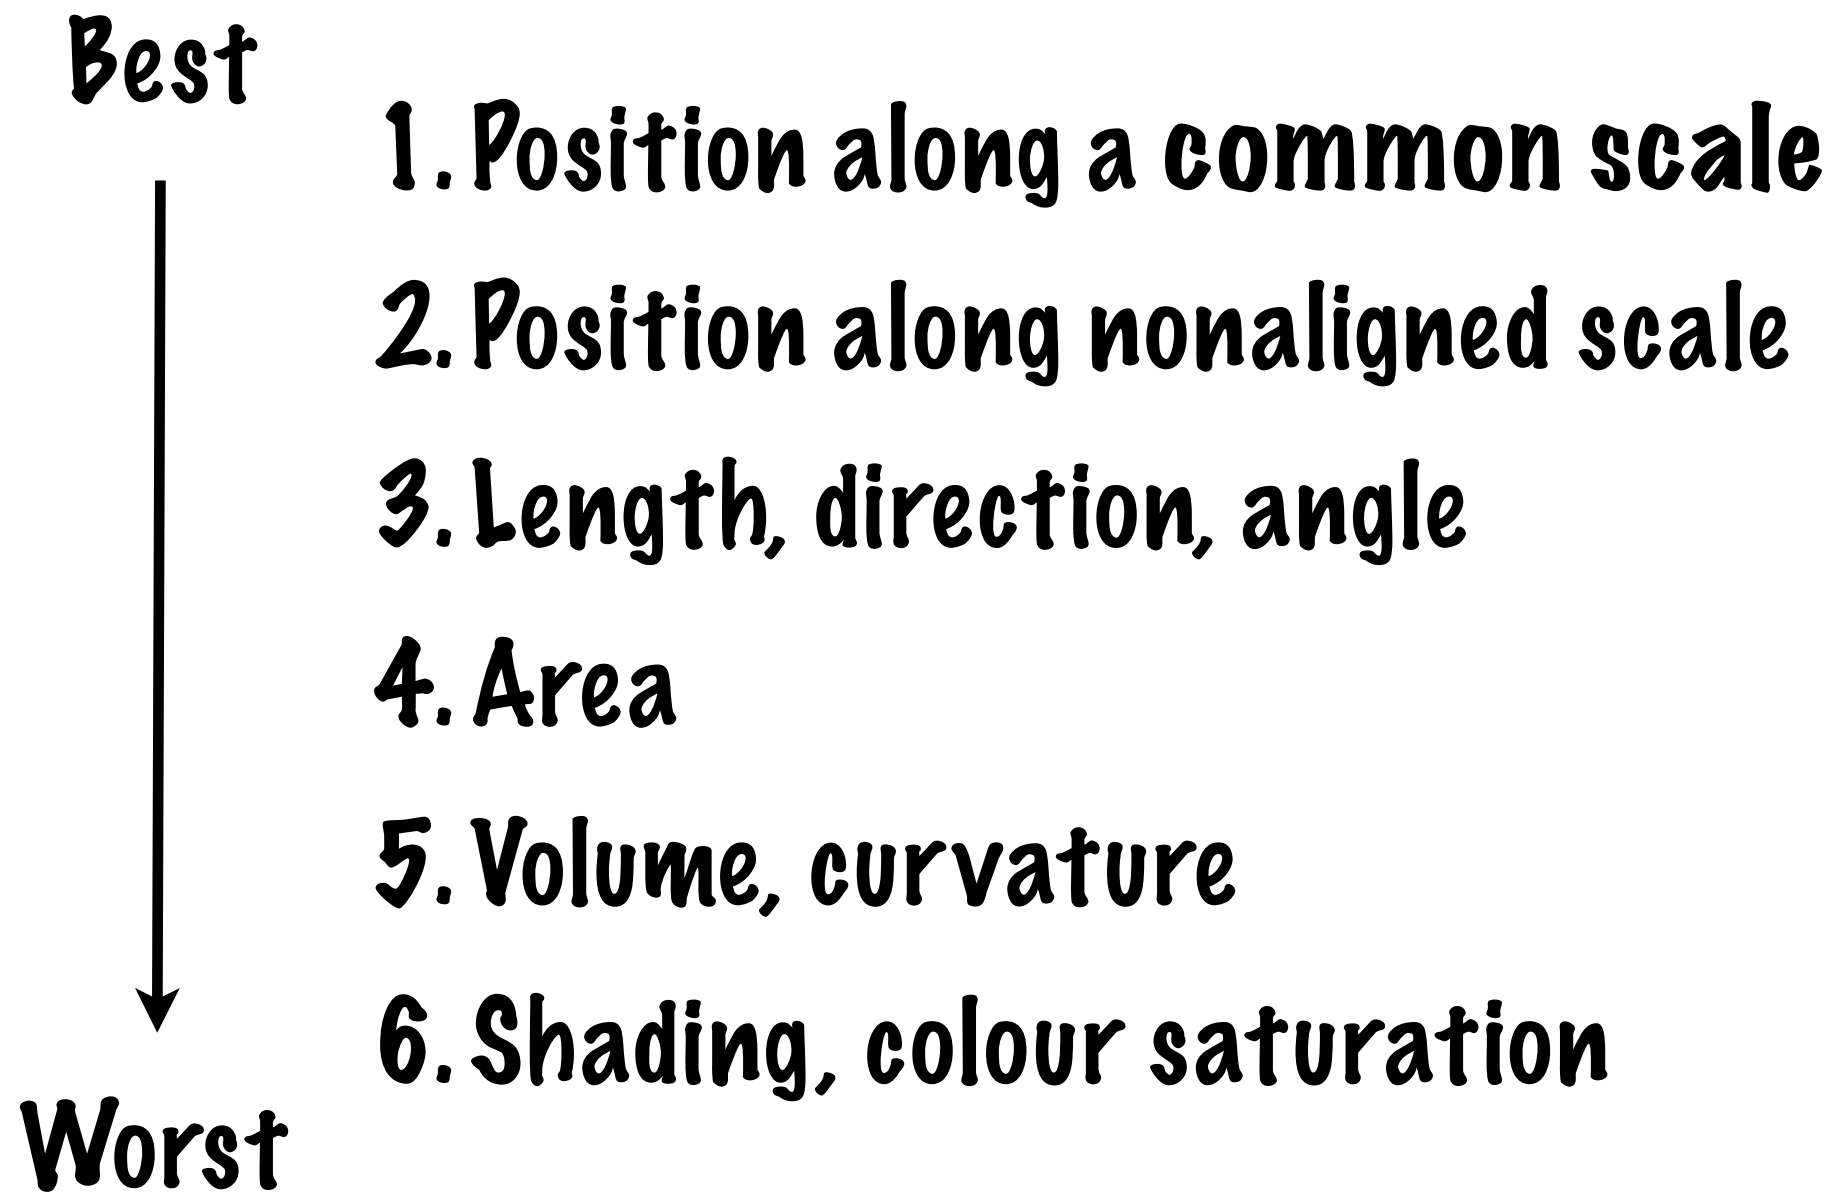 Best
1. Position along a common scale
2. Position along nonaligned scale
3. Length, direction, angle
4. Area
5. Volume, curvature
6. Shading, colour saturation
Worst